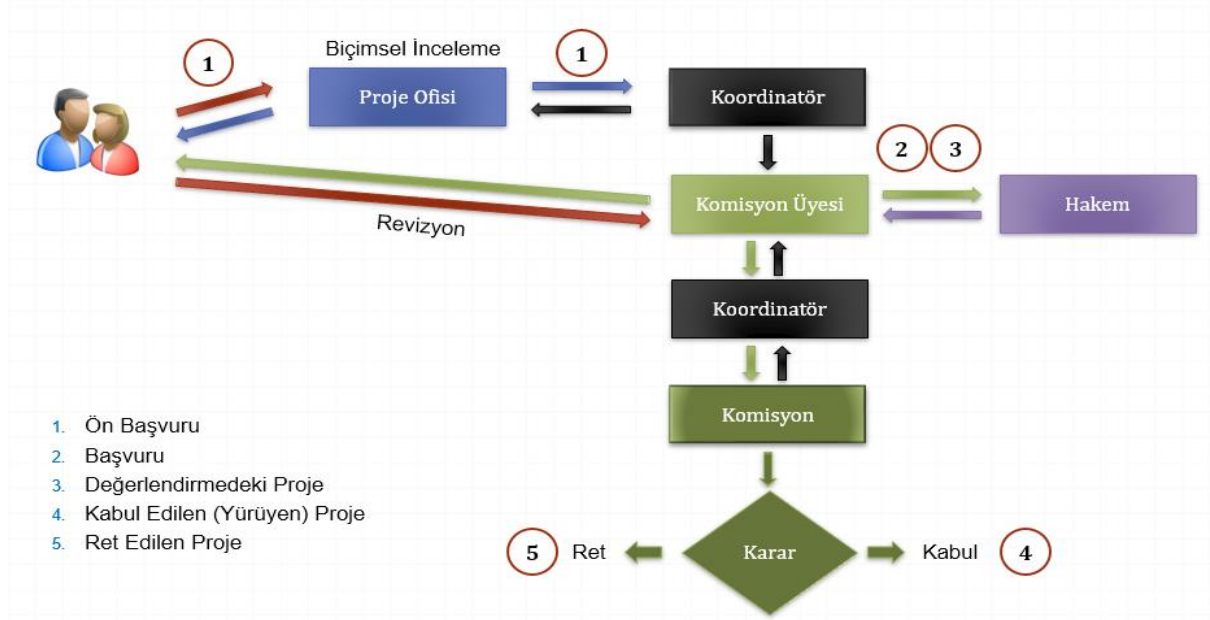 1
Biçimsel İnceleme
1
Proje Ofisi
Koordinatör
2
3
Komisyon Üyesi
Hakem
Revizyon
Koordinatör
Komisyon
1. Ön Başvuru
2. Başvuru
3. Değerlendirmedeki Proje
4. Kabul Edilen (Yürüyen) Proje
5. Ret Edilen Proje
5
Ret
Karar
Kabul
4